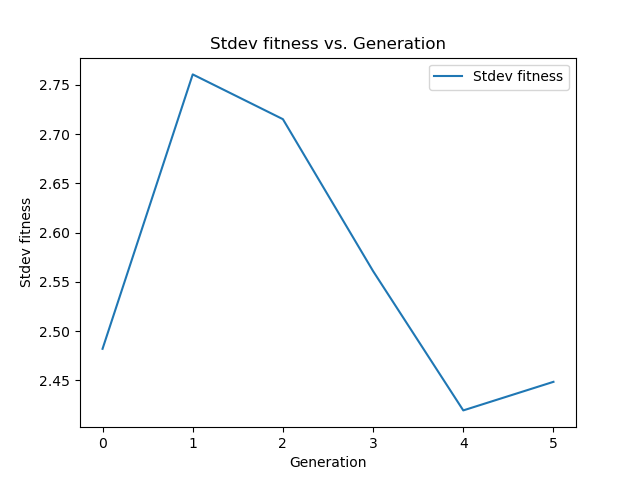 Stdev fitness vs. Generation
Stdev fitness
2.75
2.70
2.65
2.60
2.55
2.50
2.45
Stdev fitness
0 1 2 3 4 5
Generation